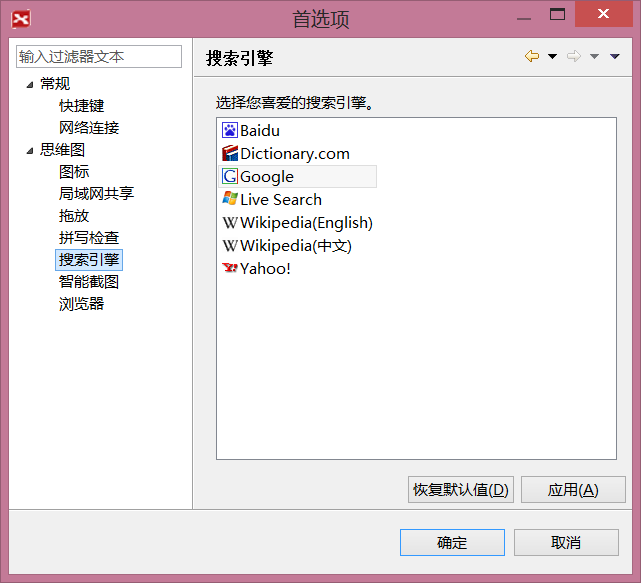 首选项
输入过滤器文本
常规
快捷键
网络连接
思维图
图标
局域网共享
拖放
拼写检查
搜索引擎
智能截图
浏览器
搜索引擎
选择您喜爱的搜索引擎。
Baidu
Dictionary.com
Google
Live Search
Wikipedia(English)
Wikipedia(中文)
Yahoo!
恢复默认值(D)
应用(A)
确定
取消